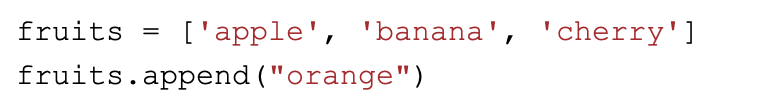 fruits = ['apple', 'banana', 'cherry']
fruits.append("orange")